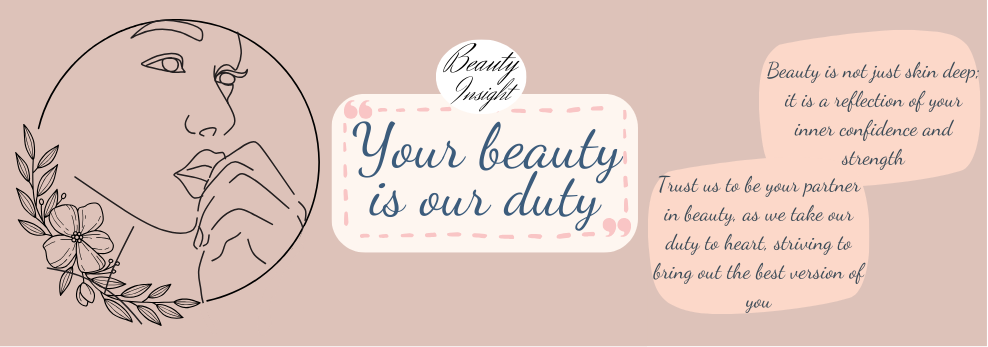 Beauty
Insight
Your beauty
is our duty
Beauty is not just skin deep;
it is a reflection of your
inner confidence and
strength
Trust us to be your partner
in beauty, as we take our
duty to heart, striving to
bring out the best version of
you